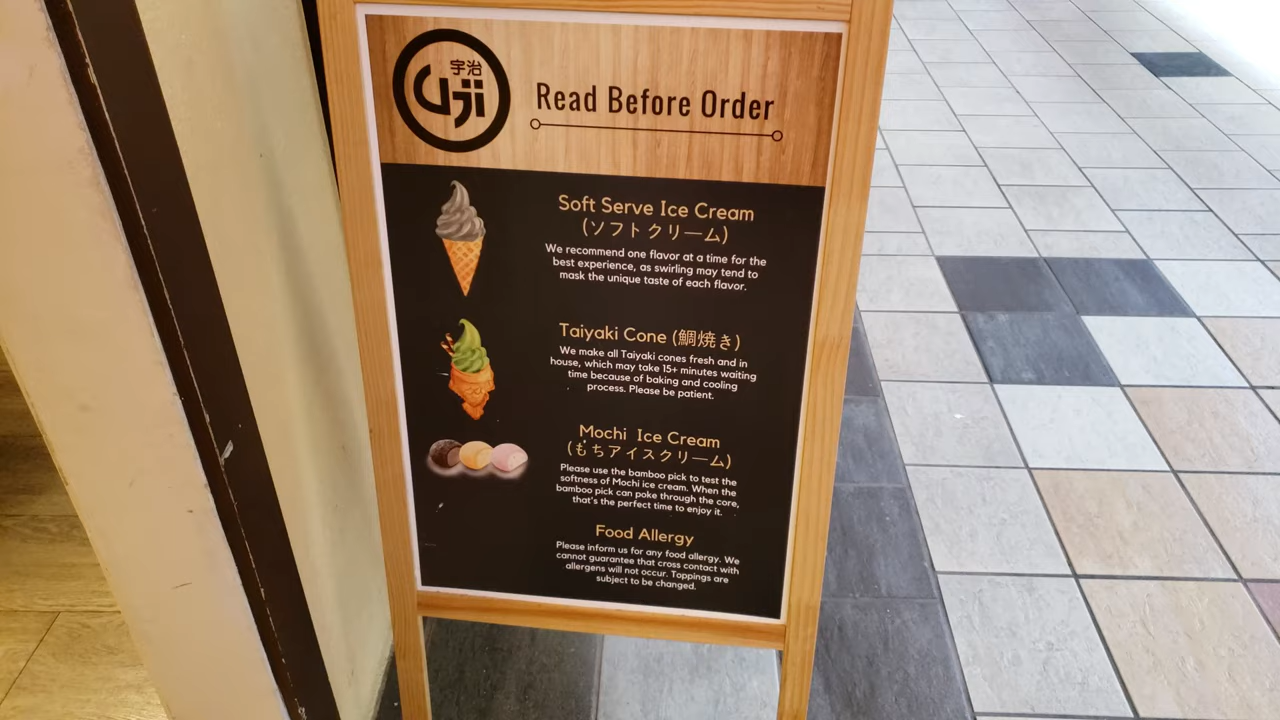 宇治
uji
Read Before Order
Soft Serve Ice Cream
(ソフトクリーム)
We recommend one flavor at a time for the
best experience, as swirling may tend to
mask the unique taste of each flavor.
Taiyaki Cone (鯛焼き)
We make all Taiyaki cones fresh and in
house, which may take 15+ minutes waiting
time because of baking and cooling
process. Please be patient.
Mochi Ice Cream
(もちアイスクリーム)
Please use the bamboo pick to test the
softness of Mochi ice cream. When the
bamboo pick can poke through the core,
that's the perfect time to enjoy it.
Food Allergy
Please inform us for any food allergy. We
cannot guarantee that cross contact with
allergens will not occur. Toppings are
subject to be changed.